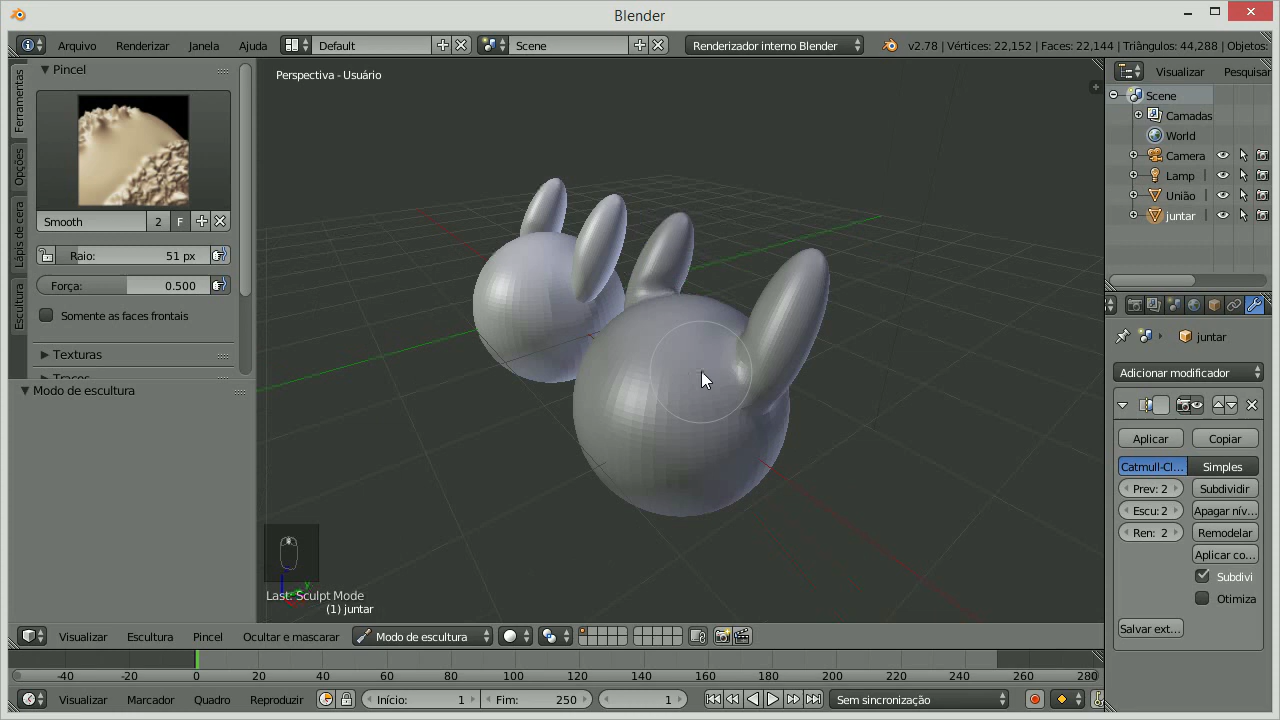 Blender
Arquivo Renderizar Janela Ajuda Default Scene Renderizador interno Blender v2.78 | Vértices: 22,152 | Faces: 22,144 | Triângulos: 44,288 | Objetos:
Ferramentas
Opções
Lápis de cera
Escultura
Pincel
Smooth 2 F
Raio: 51 px
Força: 0.500
Somente as faces frontais
Texturas
Modo de escultura
Perspectiva - Usuário
Last: Sculpt Mode
(1) juntar
Visualizar Pesquisar
Scene
Camadas
World
Camera
Lamp
União
juntar
juntar
Adicionar modificador
Aplicar Copiar
Catmull-Cl... Simples
Prev: 2 Subdividir
Escu: 2 Apagar nív...
Ren: 2 Remodelar
Aplicar co...
Subdivi
Otimiza
Salvar ext...
Visualizar Escultura Pincel Ocultar e mascarar Modo de escultura
-40 -20 0 20 40 60 80 100 120 140 160 180 200 220 240 260 280
Visualizar Marcador Quadro Reproduzir Início: 1 Fim: 250 1 Sem sincronização